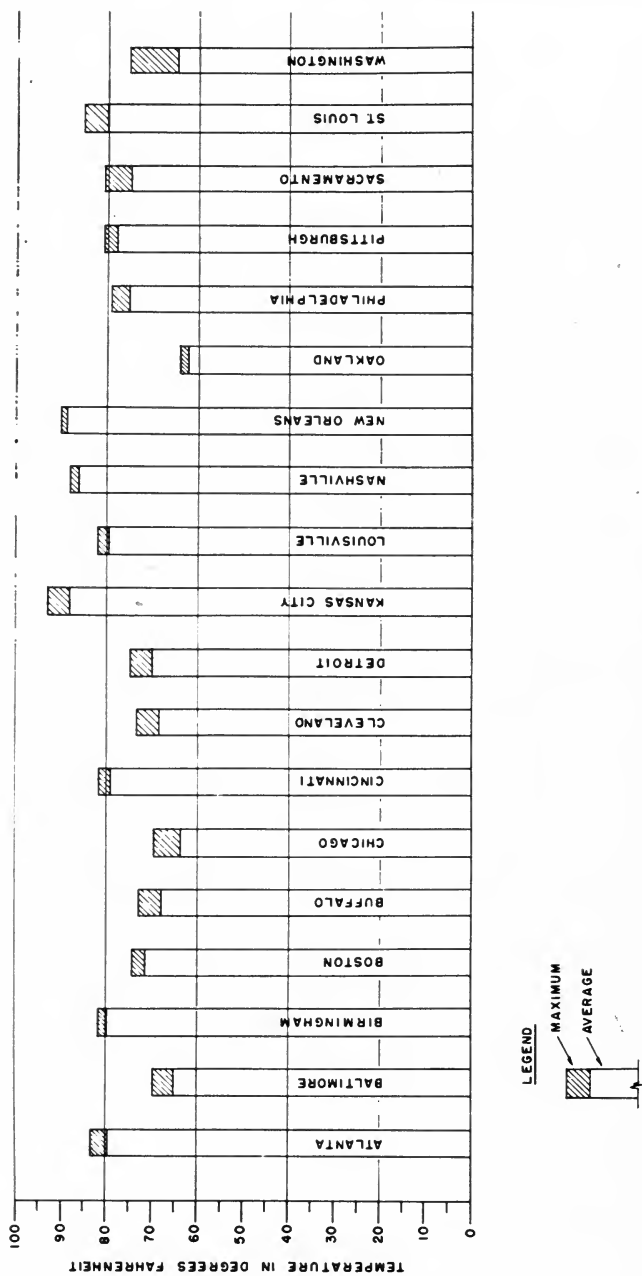 TEMPERATURE IN DEGREES FAHRENHEIT
100
90
80
70
60
50
40
30
20
10
0
ATLANTA
BALTIMORE
BIRMINGHAM
BOSTON
BUFFALO
CHICAGO
CINCINNATI
CLEVELAND
DETROIT
KANSAS CITY
LOUISVILLE
NASHVILLE
NEW ORLEANS
OAKLAND
PHILADELPHIA
PITTSBURGH
SACRAMENTO
ST. LOUIS
WASHINGTON
LEGEND
MAXIMUM
AVERAGE